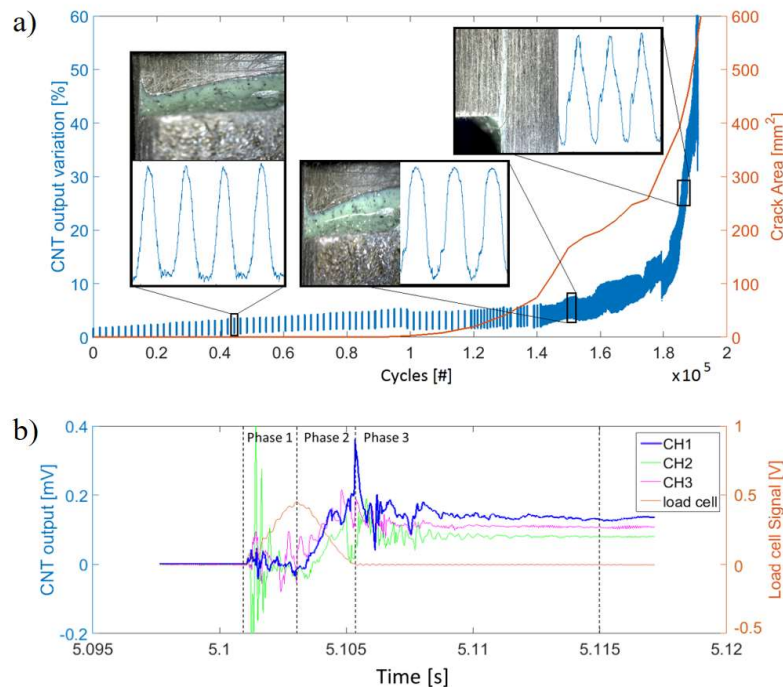 a)
60
50
40
30
20
10
0
CNT output variation [%]
600
500
400
300
200
100
0
Crack Area [mm²]
0 0.2 0.4 0.6 0.8 1 1.2 1.4 1.6 1.8 2
Cycles [#]
×10⁵
b)
0.4
0.2
0
-0.2
CNT output [mV]
Phase 1 Phase 2 Phase 3
CH1
CH2
CH3
load cell
1
0.5
0
-0.5
Load cell Signal [V]
5.095 5.1 5.105 5.11 5.115 5.12
Time [s]